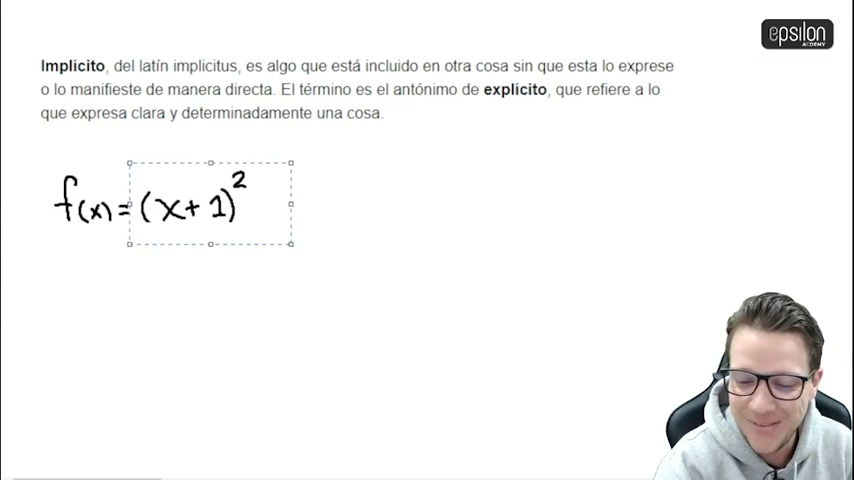 epsilon
ACADEMY
Implícito, del latín implicitus, es algo que está incluido en otra cosa sin que esta lo exprese
o lo manifieste de manera directa. El término es el antónimo de explícito, que refiere a lo
que expresa clara y determinadamente una cosa.
f(x) = (x+1)²